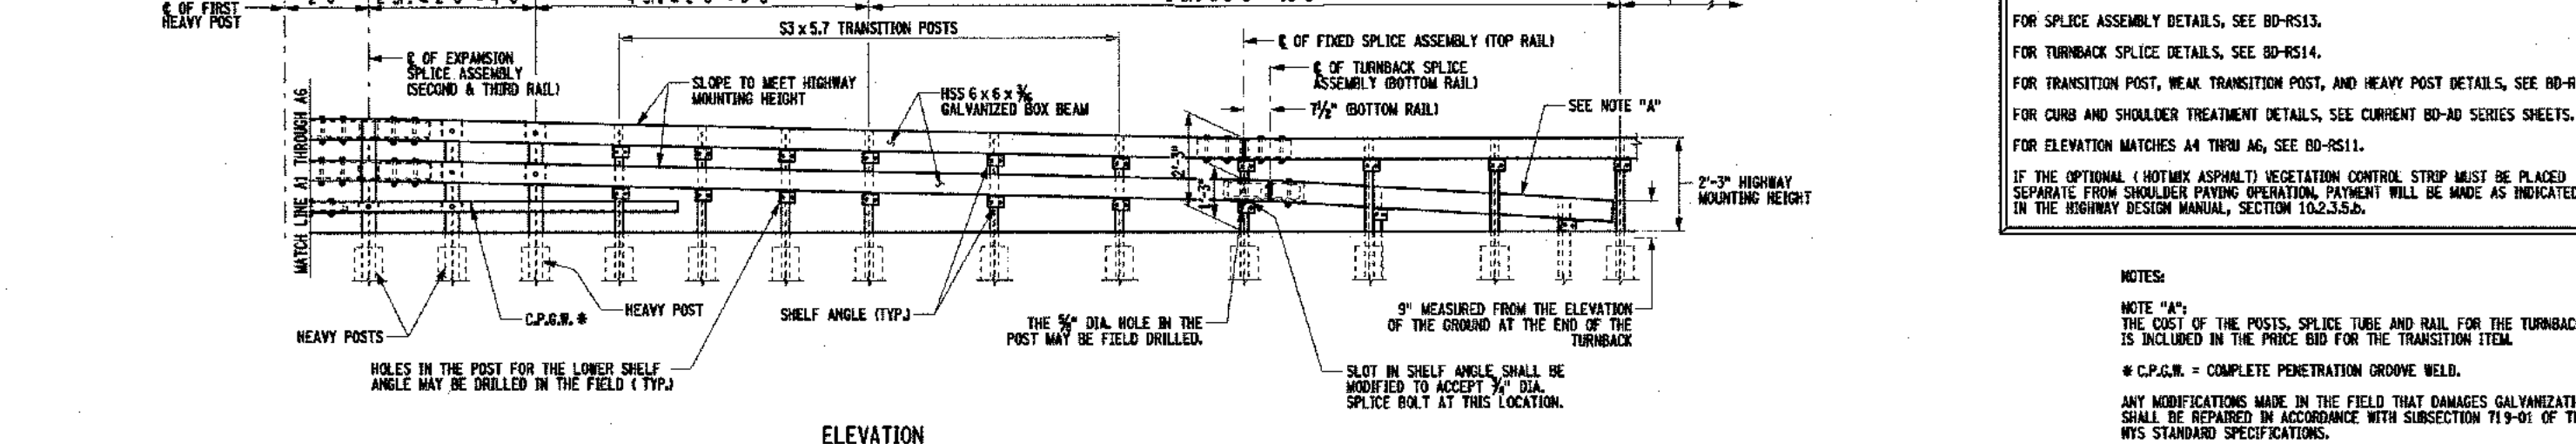 ℄ OF FIRST
HEAVY POST
S3 x 5.7 TRANSITION POSTS
℄ OF EXPANSION
SPLICE ASSEMBLY
(SECOND & THIRD RAIL)
SLOPE TO MEET HIGHWAY
MOUNTING HEIGHT
HSS 6 x 6 x 3/16
GALVANIZED BOX BEAM
℄ OF FIXED SPLICE ASSEMBLY (TOP RAIL)
℄ OF TURNBACK SPLICE
ASSEMBLY (BOTTOM RAIL)
7½" (BOTTOM RAIL)
SEE NOTE "A"
MATCH LINE A1 THROUGH A6
2'-3"
1'-3"
2'-3" HIGHWAY
MOUNTING HEIGHT
HEAVY POSTS
C.P.G.W. *
HEAVY POST
SHELF ANGLE (TYP.)
THE ⅝" DIA. HOLE IN THE
POST MAY BE FIELD DRILLED.
9" MEASURED FROM THE ELEVATION
OF THE GROUND AT THE END OF THE
TURNBACK
HOLES IN THE POST FOR THE LOWER SHELF
ANGLE MAY BE DRILLED IN THE FIELD ( TYP.)
SLOT IN SHELF ANGLE SHALL BE
MODIFIED TO ACCEPT ¾" DIA.
SPLICE BOLT AT THIS LOCATION.
ELEVATION
FOR SPLICE ASSEMBLY DETAILS, SEE BD-RS13.
FOR TURNBACK SPLICE DETAILS, SEE BD-RS14.
FOR TRANSITION POST, WEAK TRANSITION POST, AND HEAVY POST DETAILS, SEE BD-R
FOR CURB AND SHOULDER TREATMENT DETAILS, SEE CURRENT BD-AD SERIES SHEETS.
FOR ELEVATION MATCHES A4 THRU A6, SEE BD-RS11.
IF THE OPTIONAL ( HOTMIX ASPHALT) VEGETATION CONTROL STRIP MUST BE PLACED
SEPARATE FROM SHOULDER PAVING OPERATION, PAYMENT WILL BE MADE AS INDICATED
IN THE HIGHWAY DESIGN MANUAL, SECTION 10.2.3.5.b.
NOTES:
NOTE "A":
THE COST OF THE POSTS, SPLICE TUBE AND RAIL FOR THE TURNBAC
IS INCLUDED IN THE PRICE BID FOR THE TRANSITION ITEM.
* C.P.G.W. = COMPLETE PENETRATION GROOVE WELD.
ANY MODIFICATIONS MADE IN THE FIELD THAT DAMAGES GALVANIZATI
SHALL BE REPAIRED IN ACCORDANCE WITH SUBSECTION 719-01 OF T
NYS STANDARD SPECIFICATIONS.